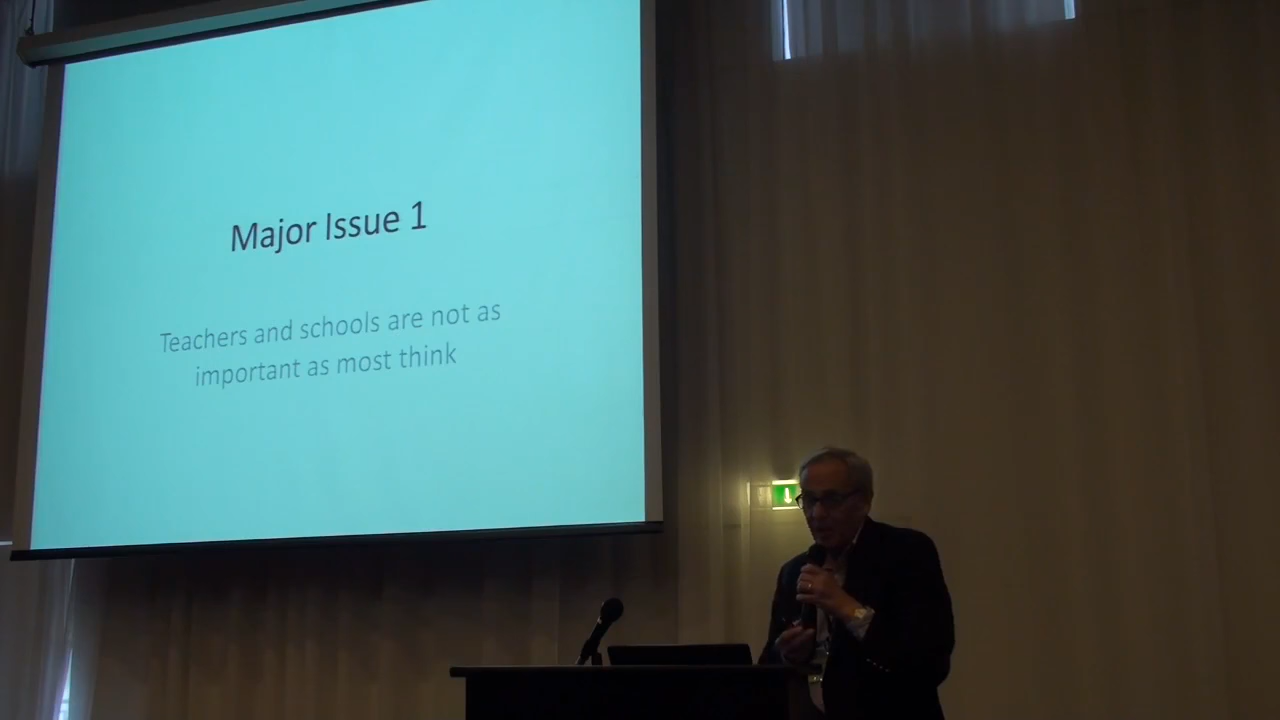 Major Issue 1
Teachers and schools are not as
important as most think